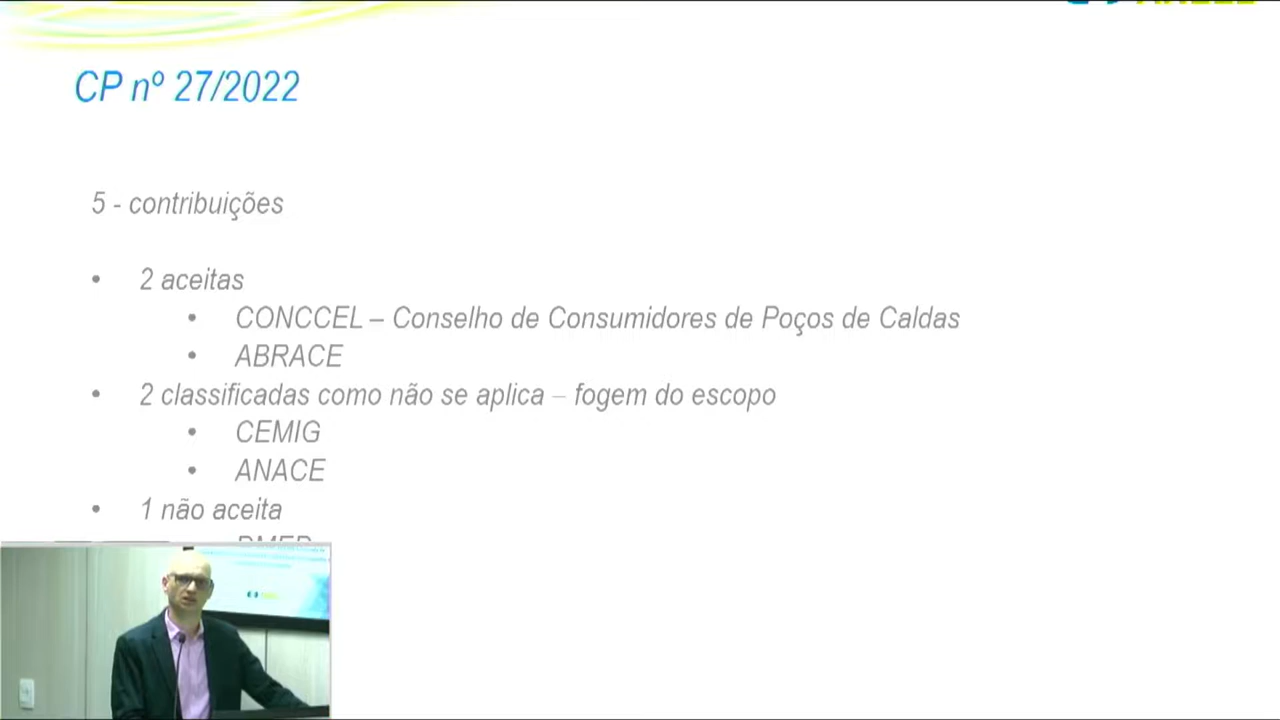 CP nº 27/2022
5 - contribuições
• 2 aceitas
• CONCCEL – Conselho de Consumidores de Poços de Caldas
• ABRACE
• 2 classificadas como não se aplica – fogem do escopo
• CEMIG
• ANACE
• 1 não aceita